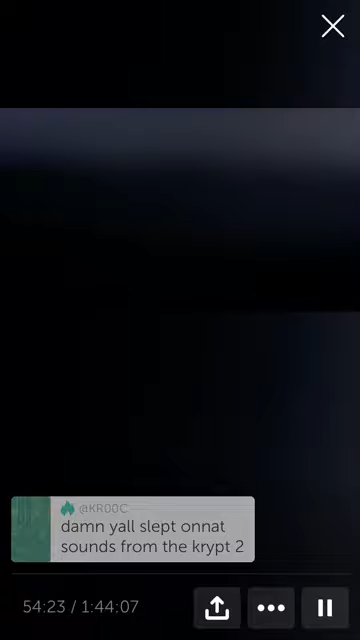 @KR00C
damn yall slept onnat
sounds from the krypt 2
54:23 / 1:44:07